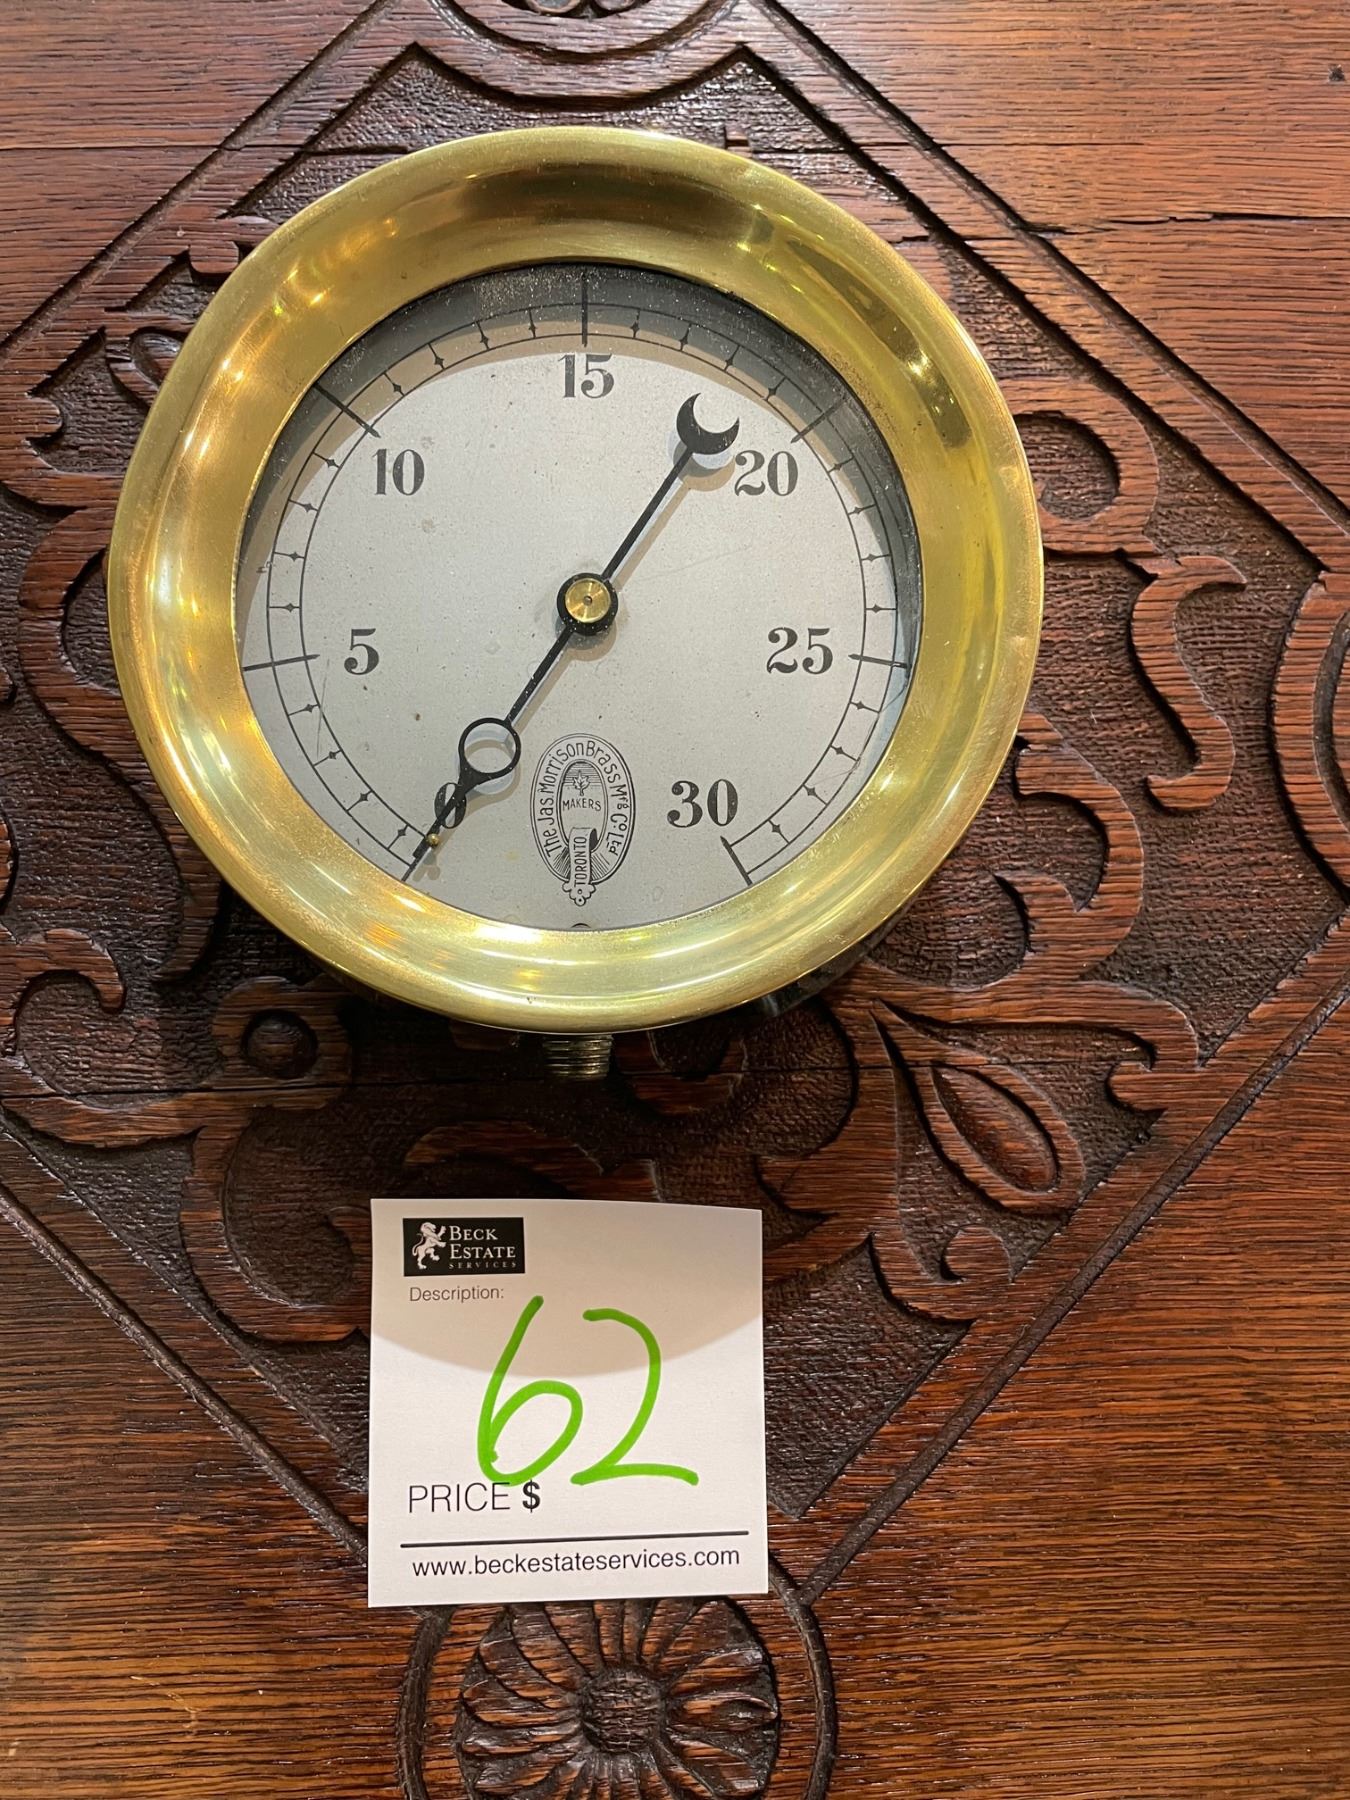 15
10
20
5
25
0
30
The Jas. Morrison Brass Mfg Co. Ltd
MAKERS
TORONTO
BECK
ESTATE
SERVICES
Description:
62
PRICE $
www.beckestateservices.com